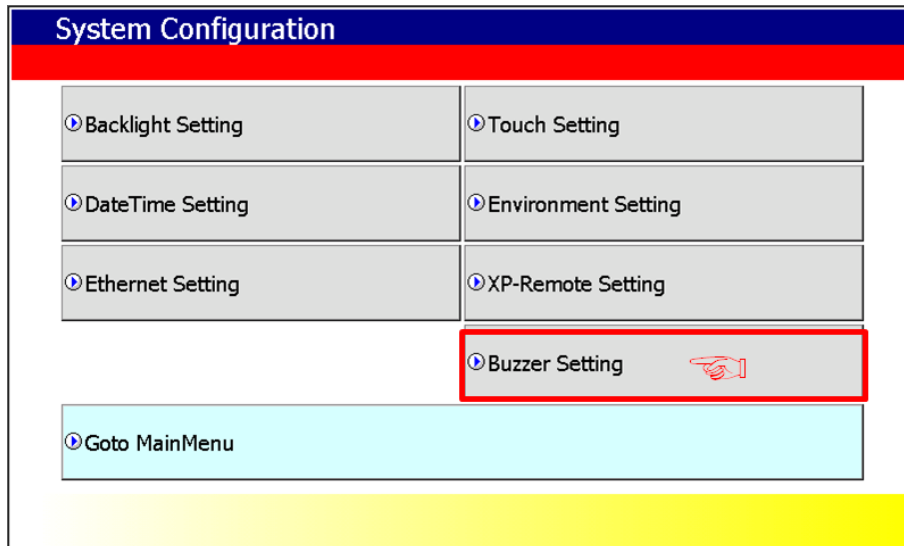 System Configuration
Backlight Setting
Touch Setting
DateTime Setting
Environment Setting
Ethernet Setting
XP-Remote Setting
Buzzer Setting
Goto MainMenu